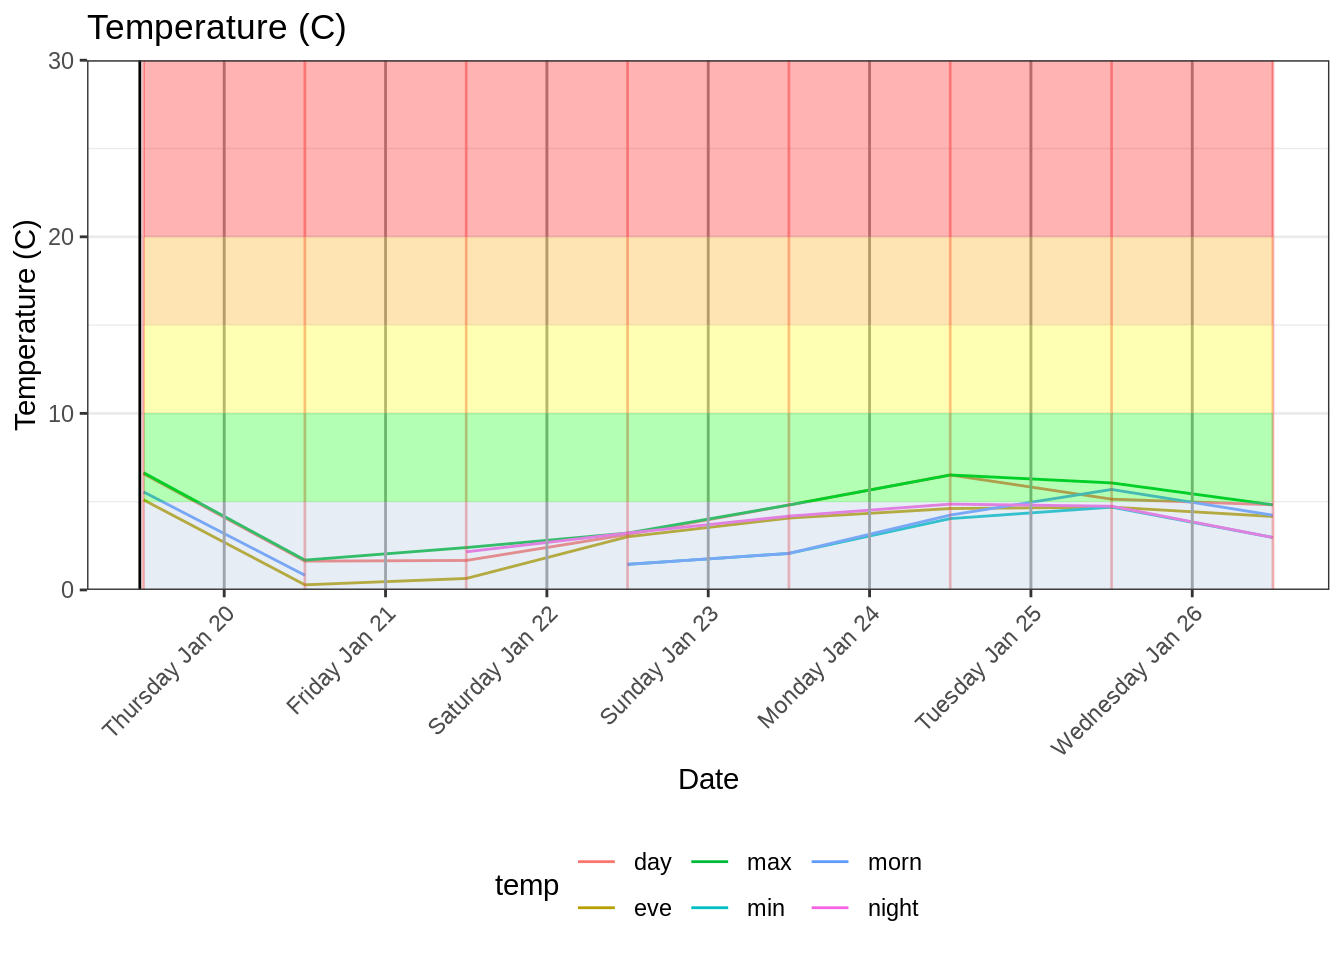 Temperature (C)
Temperature (C)
30
20
10
0
Thursday Jan 20
Friday Jan 21
Saturday Jan 22
Sunday Jan 23
Monday Jan 24
Tuesday Jan 25
Wednesday Jan 26
Date
temp
day
max
morn
eve
min
night